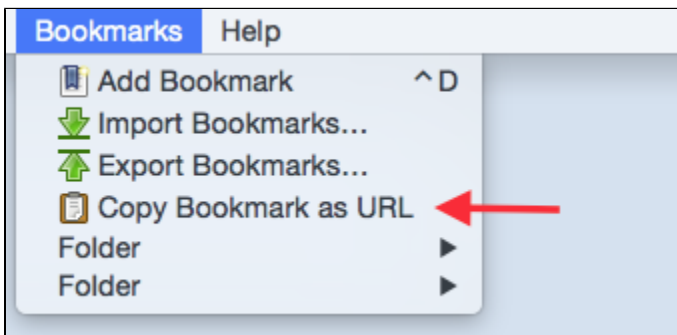 Bookmarks Help
Add Bookmark ^D
Import Bookmarks...
Export Bookmarks...
Copy Bookmark as URL
Folder
Folder